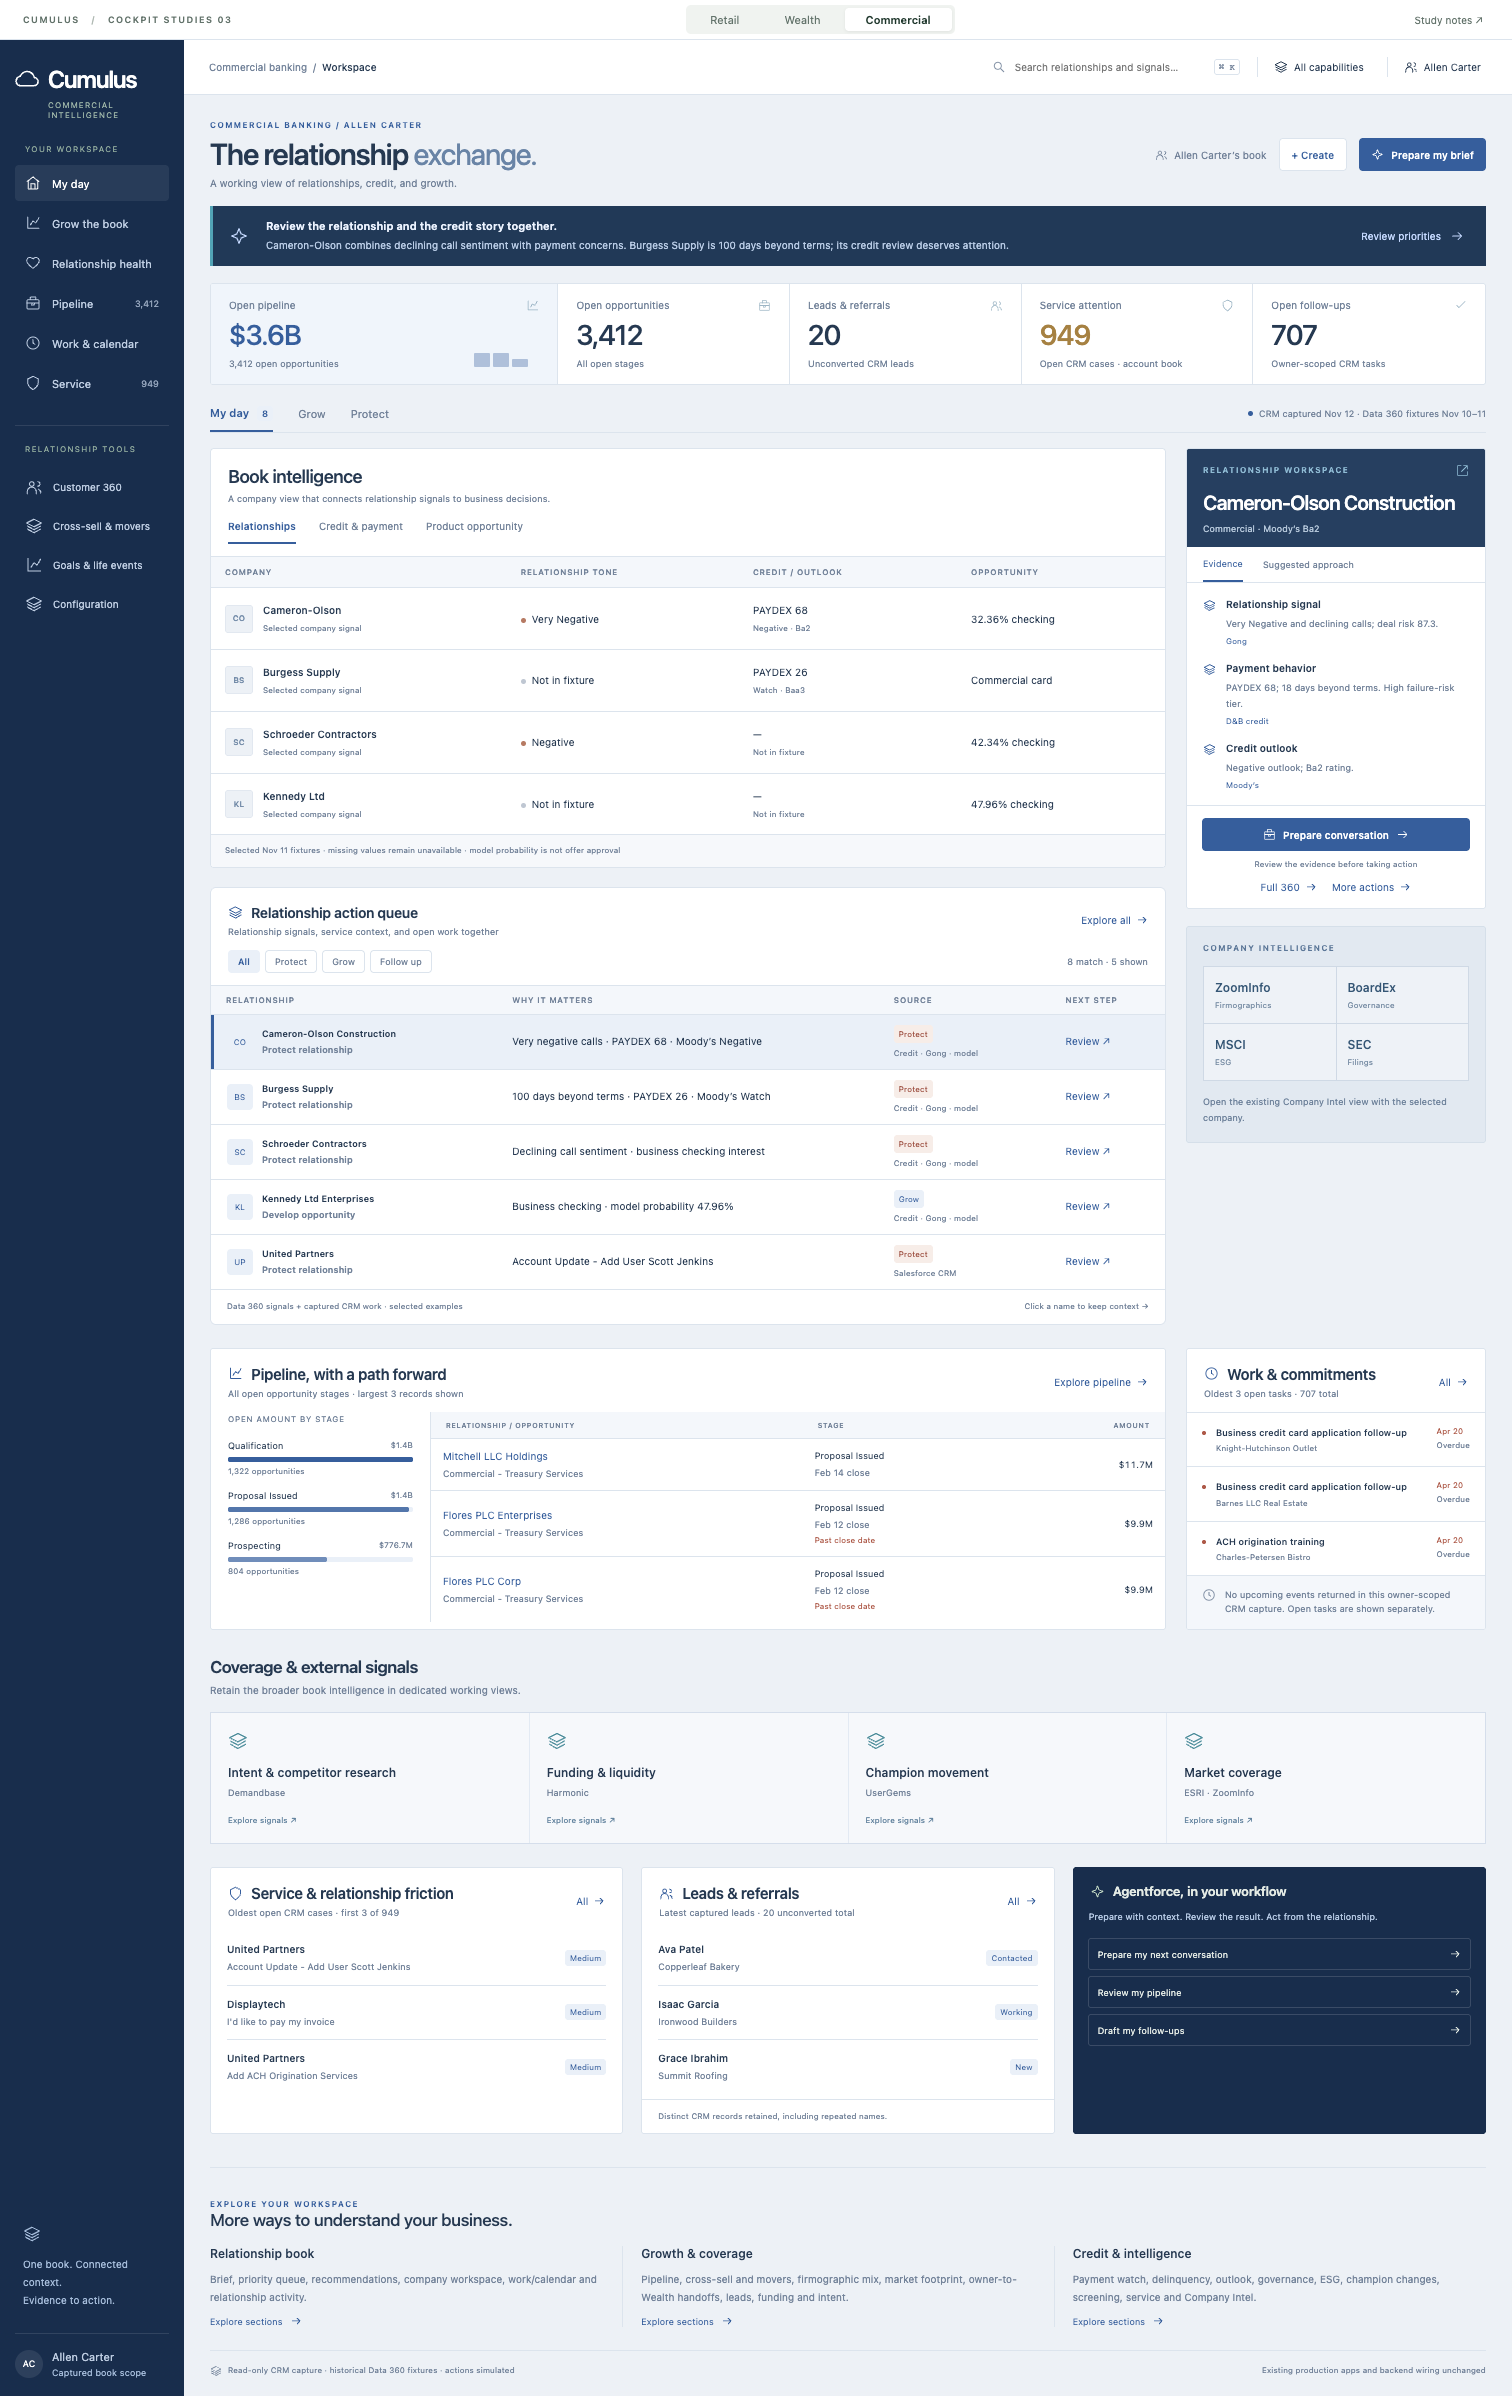 CUMULUS / COCKPIT STUDIES 03
Retail
Wealth
Commercial
Study notes ↗
Cumulus
COMMERCIAL
INTELLIGENCE
YOUR WORKSPACE
My day
Grow the book
Relationship health
Pipeline 3,412
Work & calendar
Service 949
RELATIONSHIP TOOLS
Customer 360
Cross-sell & movers
Goals & life events
Configuration
One book. Connected
context.
Evidence to action.
AC
Allen Carter
Captured book scope
Commercial banking / Workspace
Search relationships and signals...
⌘ K
All capabilities
Allen Carter
COMMERCIAL BANKING / ALLEN CARTER
The relationship exchange.
A working view of relationships, credit, and growth.
Allen Carter's book
+ Create
Prepare my brief
Review the relationship and the credit story together.
Cameron-Olson combines declining call sentiment with payment concerns. Burgess Supply is 100 days beyond terms; its credit review deserves attention.
Review priorities →
Open pipeline
$3.6B
3,412 open opportunities
Open opportunities
3,412
All open stages
Leads & referrals
20
Unconverted CRM leads
Service attention
949
Open CRM cases · account book
Open follow-ups
707
Owner-scoped CRM tasks
My day 8
Grow
Protect
CRM captured Nov 12 · Data 360 fixtures Nov 10–11
Book intelligence
A company view that connects relationship signals to business decisions.
Relationships
Credit & payment
Product opportunity
COMPANY RELATIONSHIP TONE CREDIT / OUTLOOK OPPORTUNITY
CO
Cameron-Olson
Selected company signal
Very Negative
PAYDEX 68
Negative · Ba2
32.36% checking
BS
Burgess Supply
Selected company signal
Not in fixture
PAYDEX 26
Watch · Baa3
Commercial card
SC
Schroeder Contractors
Selected company signal
Negative
—
Not in fixture
42.34% checking
KL
Kennedy Ltd
Selected company signal
Not in fixture
—
Not in fixture
47.96% checking
Selected Nov 11 fixtures · missing values remain unavailable · model probability is not offer approval
RELATIONSHIP WORKSPACE
Cameron-Olson Construction
Commercial · Moody's Ba2
Evidence
Suggested approach
Relationship signal
Very Negative and declining calls; deal risk 87.3.
Gong
Payment behavior
PAYDEX 68; 18 days beyond terms. High failure-risk
tier.
D&B credit
Credit outlook
Negative outlook; Ba2 rating.
Moody's
Prepare conversation →
Review the evidence before taking action
Full 360 →
More actions →
Relationship action queue
Relationship signals, service context, and open work together
Explore all →
All
Protect
Grow
Follow up
8 match · 5 shown
RELATIONSHIP WHY IT MATTERS SOURCE NEXT STEP
CO
Cameron-Olson Construction
Protect relationship
Very negative calls · PAYDEX 68 · Moody's Negative
Protect
Credit · Gong · model
Review ↗
BS
Burgess Supply
Protect relationship
100 days beyond terms · PAYDEX 26 · Moody's Watch
Protect
Credit · Gong · model
Review ↗
SC
Schroeder Contractors
Protect relationship
Declining call sentiment · business checking interest
Protect
Credit · Gong · model
Review ↗
KL
Kennedy Ltd Enterprises
Develop opportunity
Business checking · model probability 47.96%
Grow
Credit · Gong · model
Review ↗
UP
United Partners
Protect relationship
Account Update - Add User Scott Jenkins
Protect
Salesforce CRM
Review ↗
Data 360 signals + captured CRM work · selected examples
Click a name to keep context →
COMPANY INTELLIGENCE
ZoomInfo
Firmographics
BoardEx
Governance
MSCI
ESG
SEC
Filings
Open the existing Company Intel view with the selected
company.
Pipeline, with a path forward
All open opportunity stages · largest 3 records shown
Explore pipeline →
OPEN AMOUNT BY STAGE
Qualification $1.4B
1,322 opportunities
Proposal Issued $1.4B
1,286 opportunities
Prospecting $776.7M
804 opportunities
RELATIONSHIP / OPPORTUNITY STAGE AMOUNT
Mitchell LLC Holdings
Commercial - Treasury Services
Proposal Issued
Feb 14 close
$11.7M
Flores PLC Enterprises
Commercial - Treasury Services
Proposal Issued
Feb 12 close
Past close date
$9.9M
Flores PLC Corp
Commercial - Treasury Services
Proposal Issued
Feb 12 close
Past close date
$9.9M
Work & commitments
Oldest 3 open tasks · 707 total
All →
Business credit card application follow-up
Knight-Hutchinson Outlet
Apr 20
Overdue
Business credit card application follow-up
Barnes LLC Real Estate
Apr 20
Overdue
ACH origination training
Charles-Petersen Bistro
Apr 20
Overdue
No upcoming events returned in this owner-scoped
CRM capture. Open tasks are shown separately.
Coverage & external signals
Retain the broader book intelligence in dedicated working views.
Intent & competitor research
Demandbase
Explore signals ↗
Funding & liquidity
Harmonic
Explore signals ↗
Champion movement
UserGems
Explore signals ↗
Market coverage
ESRI · ZoomInfo
Explore signals ↗
Service & relationship friction
Oldest open CRM cases · first 3 of 949
All →
United Partners
Account Update - Add User Scott Jenkins
Medium
Displaytech
I'd like to pay my invoice
Medium
United Partners
Add ACH Origination Services
Medium
Leads & referrals
Latest captured leads · 20 unconverted total
All →
Ava Patel
Copperleaf Bakery
Contacted
Isaac Garcia
Ironwood Builders
Working
Grace Ibrahim
Summit Roofing
New
Distinct CRM records retained, including repeated names.
Agentforce, in your workflow
Prepare with context. Review the result. Act from the relationship.
Prepare my next conversation →
Review my pipeline →
Draft my follow-ups →
EXPLORE YOUR WORKSPACE
More ways to understand your business.
Relationship book
Brief, priority queue, recommendations, company workspace, work/calendar and
relationship activity.
Explore sections →
Growth & coverage
Pipeline, cross-sell and movers, firmographic mix, market footprint, owner-to-
Wealth handoffs, leads, funding and intent.
Explore sections →
Credit & intelligence
Payment watch, delinquency, outlook, governance, ESG, champion changes,
screening, service and Company Intel.
Explore sections →
Read-only CRM capture · historical Data 360 fixtures · actions simulated
Existing production apps and backend wiring unchanged